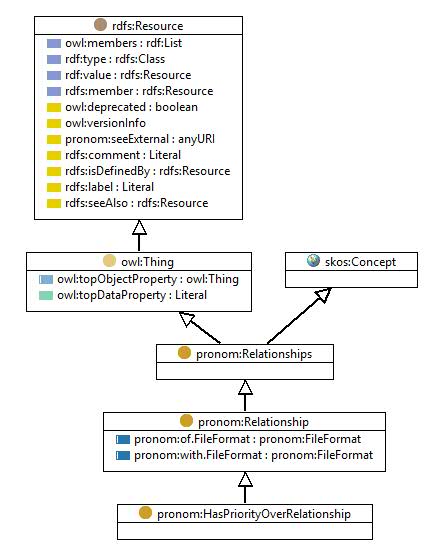 rdfs:Resource
owl:members : rdf:List
rdf:type : rdfs:Class
rdf:value : rdfs:Resource
rdfs:member : rdfs:Resource
owl:deprecated : boolean
owl:versionInfo
pronom:seeExternal : anyURI
rdfs:comment : Literal
rdfs:isDefinedBy : rdfs:Resource
rdfs:label : Literal
rdfs:seeAlso : rdfs:Resource
owl:Thing
owl:topObjectProperty : owl:Thing
owl:topDataProperty : Literal
skos:Concept
pronom:Relationships
pronom:Relationship
pronom:of.FileFormat : pronom:FileFormat
pronom:with.FileFormat : pronom:FileFormat
pronom:HasPriorityOverRelationship